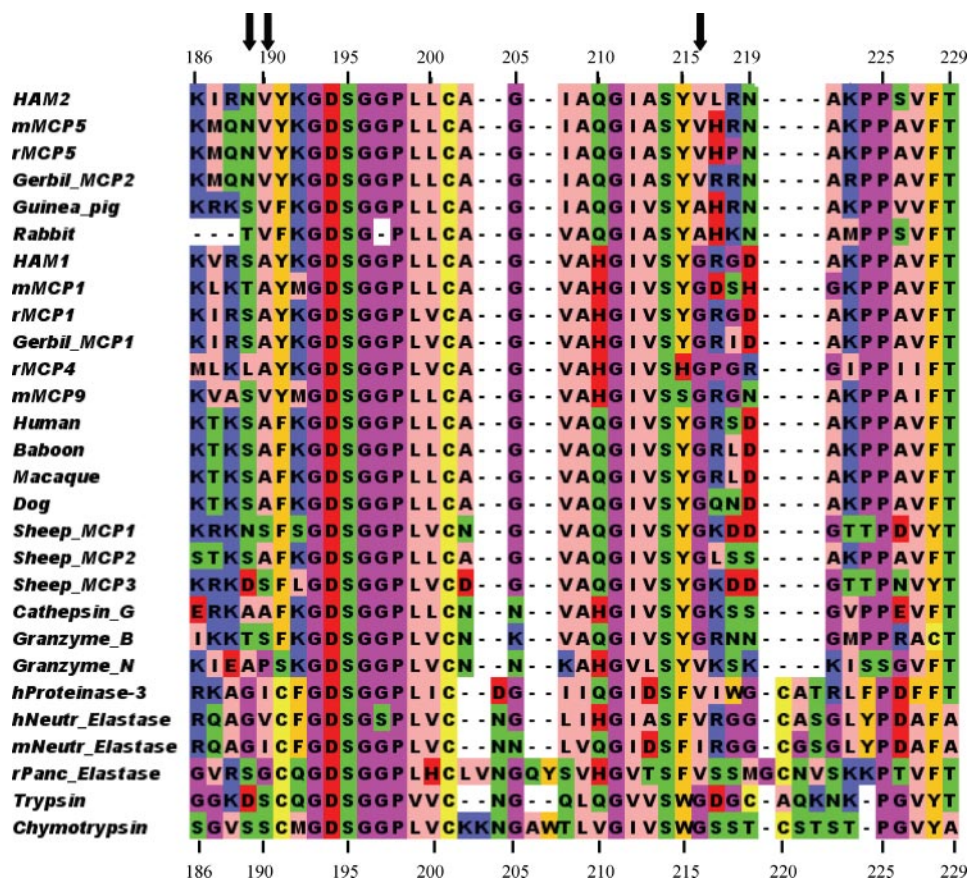 186 190 195 200 205 210 215 219 225 229
HAM2 KIRNVYKGDSGGPLLCA--G--IAQGIASYVLRN----AKPPSVFT
mMCP5 KMQNVYKGDSGGPLLCA--G--IAQGIASYVHRN----AKPPAVFT
rMCP5 KMQNVYKGDSGGPLLCA--G--IAQGIASYVHPN----ARPPAVFT
Gerbil_MCP2 KMQNVYKGDSGGPLLCA--G--IAQGIASYVRRN----ARPPAVFT
Guinea_pig KRKSVFKGDSGGPLLCA--G--VAQGIASYAHRN----AKPPVVFT
Rabbit ---TVFKGDSG-PLLCA--G--VAQGIASYAHKN----AMPPSVFT
HAM1 KVRSAYKGDSGGPLLCA--G--VAHGIVSYGRGD----AKPPAVFT
mMCP1 KLKTAYMGDSGGPLLCA--G--VAHGIVSYGDSH----GKPPAVFT
rMCP1 KIRSAYKGDSGGPLVCA--G--VAHGIVSYGRGD----AKPPAVFT
Gerbil_MCP1 KIRSAYKGDSGGPLVCA--G--VAHGIVSYGRID----AKPPAVFT
rMCP4 MLKLAYKGDSGGPLVCA--G--VAHGIVSHGPGR----GIPPIIFT
mMCP9 KVASVYMGDSGGPLVCA--G--VAHGIVSSGRGN----AKPPAIFT
Human KTKSAFKGDSGGPLLCA--G--VAQGIVSYGRSD----AKPPAVFT
Baboon KTKSAFKGDSGGPLLCA--G--VAQGIVSYGRLD----AKPPAVFT
Macaque KTKSAFKGDSGGPLLCA--G--VAQGIVSYGRLD----AKPPAVFT
Dog KTKSAFKGDSGGPLLCA--G--VAQGIVSYGQND----AKPPAVFT
Sheep_MCP1 KRKNSFSGDSGGPLVCN--G--VAQGIVSYGKDD----GTTPDVYT
Sheep_MCP2 STKSAFKGDSGGPLVCA--G--VAQGIVSYGLSS----AKPPAVFT
Sheep_MCP3 KRKDSFLGDSGGPLVCD--G--VAQGIVSYGKDD----GTTPNVYT
Cathepsin_G ERKAAFKGDSGGPLLCN--N--VAHGIVSYGKSS----GVPPEVFT
Granzyme_B IKKTSFKGDSGGPLVCN--K--VAQGIVSYGRNN----GMPPRACT
Granzyme_N KIEAPSKGDSGGPLVCN--N--KAHGVLSYVKSK----KISSGVFT
hProteinase-3 RKAGICFGDSGGPLIC--DG--IIQGIDSFVIWG-CATRLFPDFFT
hNeutr_Elastase RQAGVCFGDSGSPLVC--NG--LIHGIASFVRGG-CASGLYPDAFA
mNeutr_Elastase RQAGICFGDSGGPLVC--NN--LVQGIDSFIRGG-CGSGLYPDAFA
rPanc_Elastase GVRSGCQGDSGGPLHCLVNGQYSVHGVTSFVSSMGCNVSKKPTVFT
Trypsin GGKDSCQGDSGGPVVC--NG--QLQGVVSWGDGC-AQKNK-PGVYT
Chymotrypsin SGVSSCMGDSGGPLVCKKNGAWTLVGIVSWGSST-CSTST-PGVYA
186 190 195 200 205 210 215 220 225 229